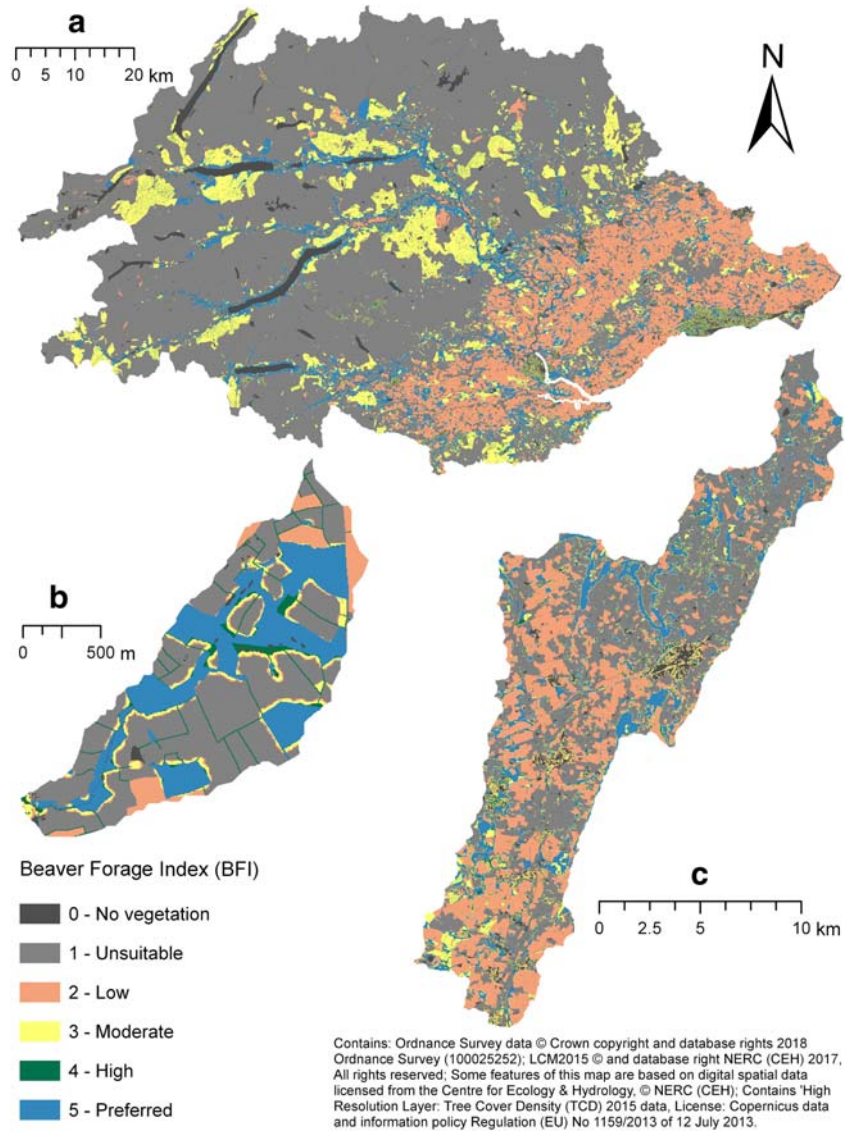 a
0 10 20 km
N
b
0 500 m
Beaver Forage Index (BFI)
0 - No vegetation
1 - Unsuitable
2 - Low
3 - Moderate
4 - High
5 - Preferred
c
0 2.5 5 10 km
Contains: Ordnance Survey data © Crown copyright and database rights 2018
Ordnance Survey (100025252); LCM2015 © and database right NERC (CEH) 2017,
All rights reserved; Some features of this map are based on digital spatial data
licensed from the Centre for Ecology & Hydrology, © NERC (CEH); Contains 'High
Resolution Layer: Tree Cover Density (TCD) 2015 data, License: Copernicus data
and information policy Regulation (EU) No 1159/2013 of 12 July 2013.